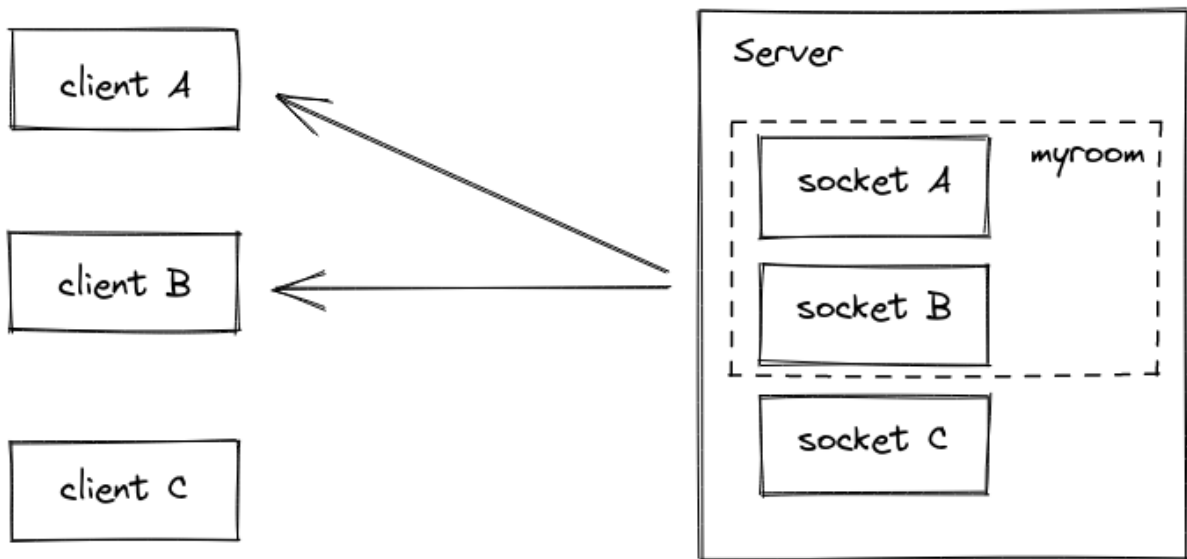 client A
client B
client C
Server
myroom
socket A
socket B
socket C